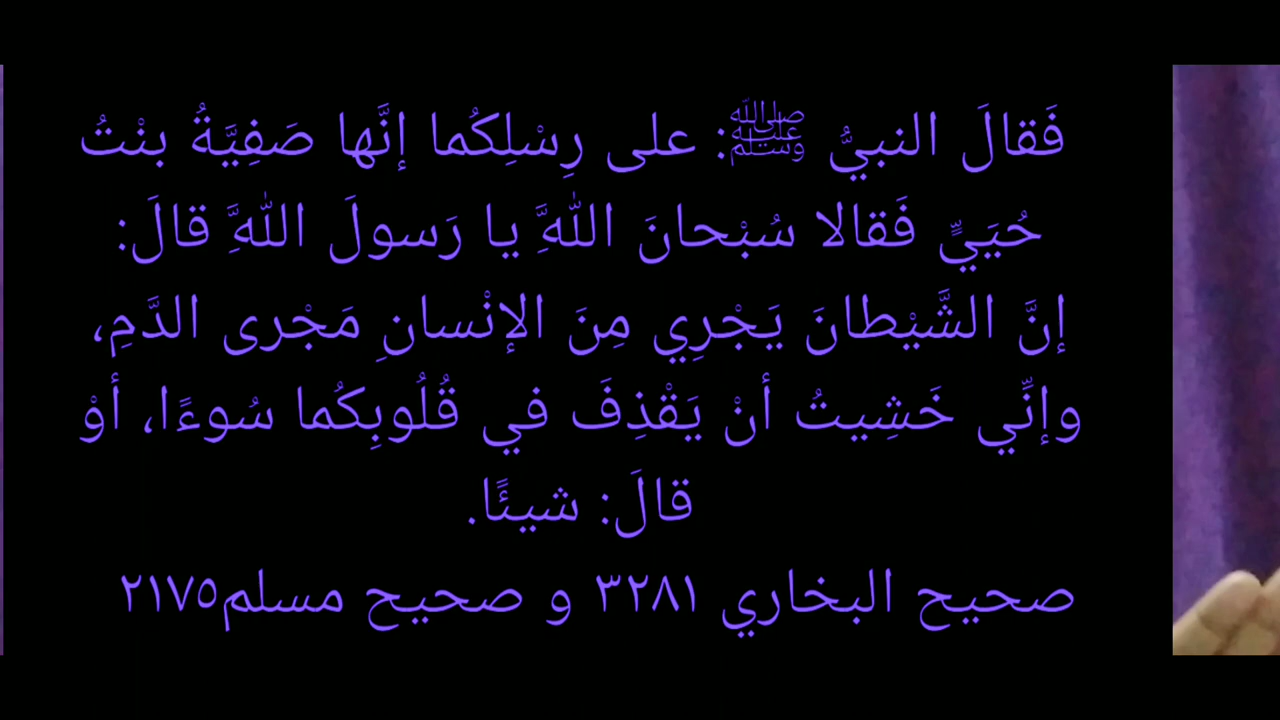 فَقالَ النبيُّ ﷺ: على رِسْلِكُما إنَّها صَفِيَّةُ بنْتُ
حُيَيٍّ فَقالا سُبْحانَ اللَّهِ يا رَسولَ اللَّهِ قالَ:
إنَّ الشَّيْطانَ يَجْرِي مِنَ الإنْسانِ مَجْرى الدَّمِ،
وإنِّي خَشِيتُ أنْ يَقْذِفَ في قُلُوبِكُما سُوءًا، أوْ
قالَ: شيئًا.
صحيح البخاري ٣٢٨١ و صحيح مسلم٢١٧٥